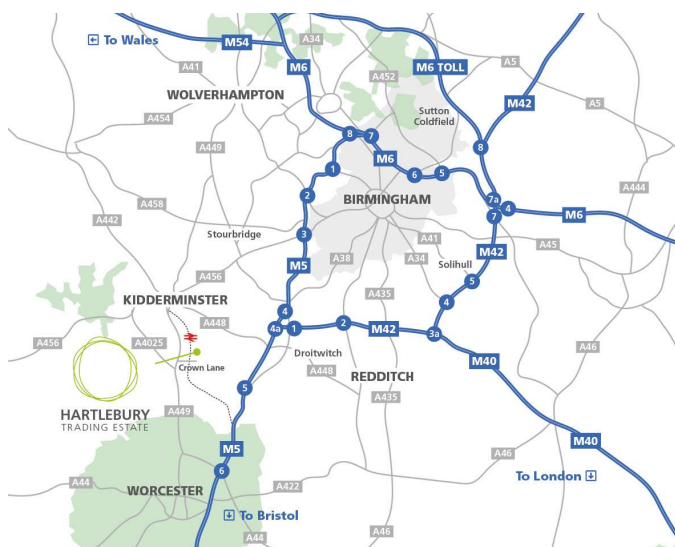 To Wales
M54
A34
M6
M6 TOLL
A452
A5
A41
WOLVERHAMPTON
M42
A5
A454
Sutton
Coldfield
A449
8
7
8
1
M6
6
5
A444
2
BIRMINGHAM
7a
4
A458
7
M6
A442
Stourbridge
3
A41
M42
A45
A38
A34
Solihull
M5
A456
5
KIDDERMINSTER
A435
4
4
A448
4a
1
2
M42
3a
A456
A4025
Droitwitch
A46
Crown Lane
A448
M40
REDDITCH
5
A435
HARTLEBURY
TRADING ESTATE
A449
M5
M40
A46
6
To London
A44
WORCESTER
A422
To Bristol
A44
A46